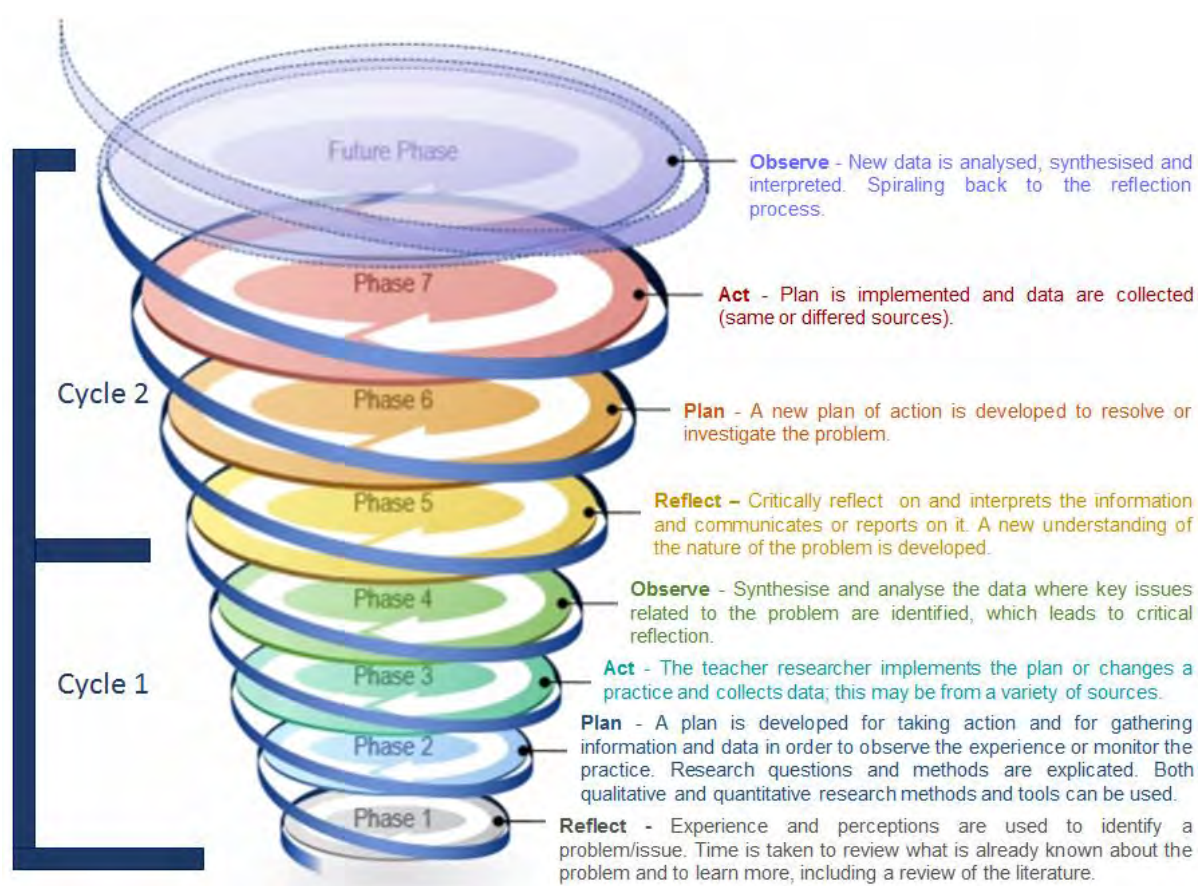 Future Phase
Observe - New data is analysed, synthesised and
interpreted. Spiraling back to the reflection
process.
Phase 7
Act - Plan is implemented and data are collected
(same or differed sources).
Cycle 2
Phase 6
Plan - A new plan of action is developed to resolve or
investigate the problem.
Phase 5
Reflect – Critically reflect on and interprets the information
and communicates or reports on it. A new understanding of
the nature of the problem is developed.
Phase 4
Observe - Synthesise and analyse the data where key issues
related to the problem are identified, which leads to critical
reflection.
Cycle 1
Phase 3
Act - The teacher researcher implements the plan or changes a
practice and collects data; this may be from a variety of sources.
Phase 2
Plan - A plan is developed for taking action and for gathering
information and data in order to observe the experience or monitor the
practice. Research questions and methods are explicated. Both
qualitative and quantitative research methods and tools can be used.
Phase 1
Reflect - Experience and perceptions are used to identify a
problem/issue. Time is taken to review what is already known about the
problem and to learn more, including a review of the literature.